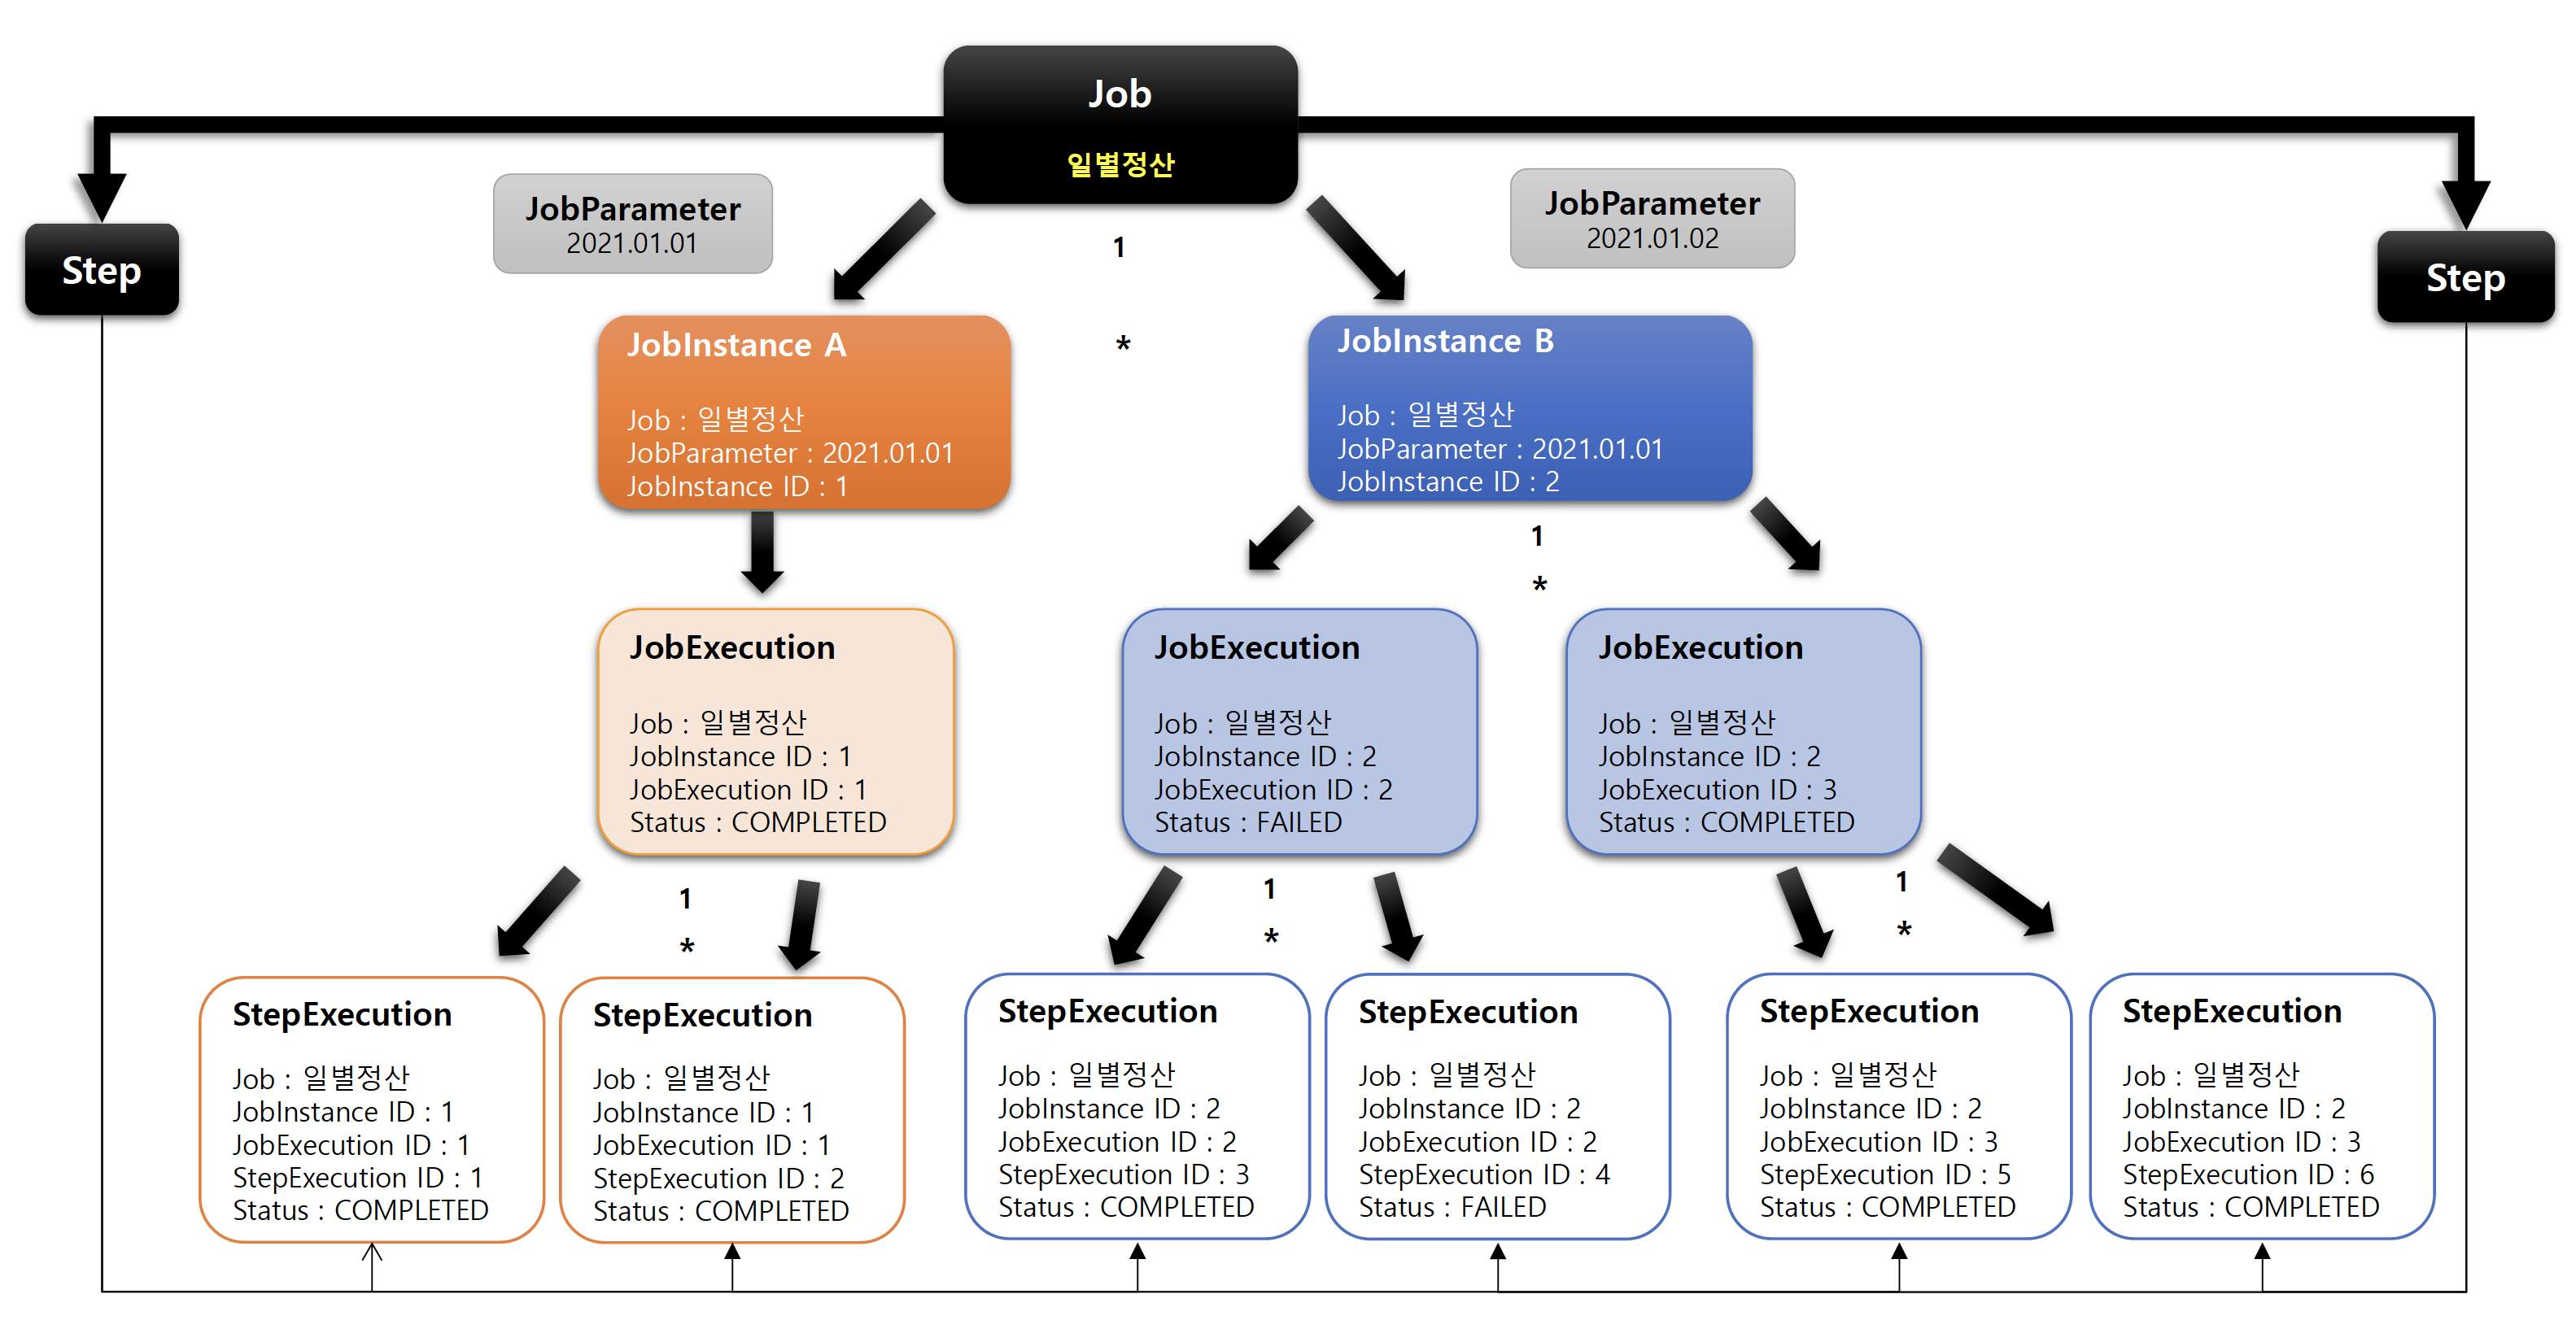 Job
일별정산
JobParameter
2021.01.01
JobParameter
2021.01.02
Step
Step
1
*
JobInstance A
Job : 일별정산
JobParameter : 2021.01.01
JobInstance ID : 1
JobInstance B
Job : 일별정산
JobParameter : 2021.01.01
JobInstance ID : 2
1
*
JobExecution
Job : 일별정산
JobInstance ID : 1
JobExecution ID : 1
Status : COMPLETED
JobExecution
Job : 일별정산
JobInstance ID : 2
JobExecution ID : 2
Status : FAILED
JobExecution
Job : 일별정산
JobInstance ID : 2
JobExecution ID : 3
Status : COMPLETED
1
*
1
*
1
*
StepExecution
Job : 일별정산
JobInstance ID : 1
JobExecution ID : 1
StepExecution ID : 1
Status : COMPLETED
StepExecution
Job : 일별정산
JobInstance ID : 1
JobExecution ID : 1
StepExecution ID : 2
Status : COMPLETED
StepExecution
Job : 일별정산
JobInstance ID : 2
JobExecution ID : 2
StepExecution ID : 3
Status : COMPLETED
StepExecution
Job : 일별정산
JobInstance ID : 2
JobExecution ID : 2
StepExecution ID : 4
Status : FAILED
StepExecution
Job : 일별정산
JobInstance ID : 2
JobExecution ID : 3
StepExecution ID : 5
Status : COMPLETED
StepExecution
Job : 일별정산
JobInstance ID : 2
JobExecution ID : 3
StepExecution ID : 6
Status : COMPLETED